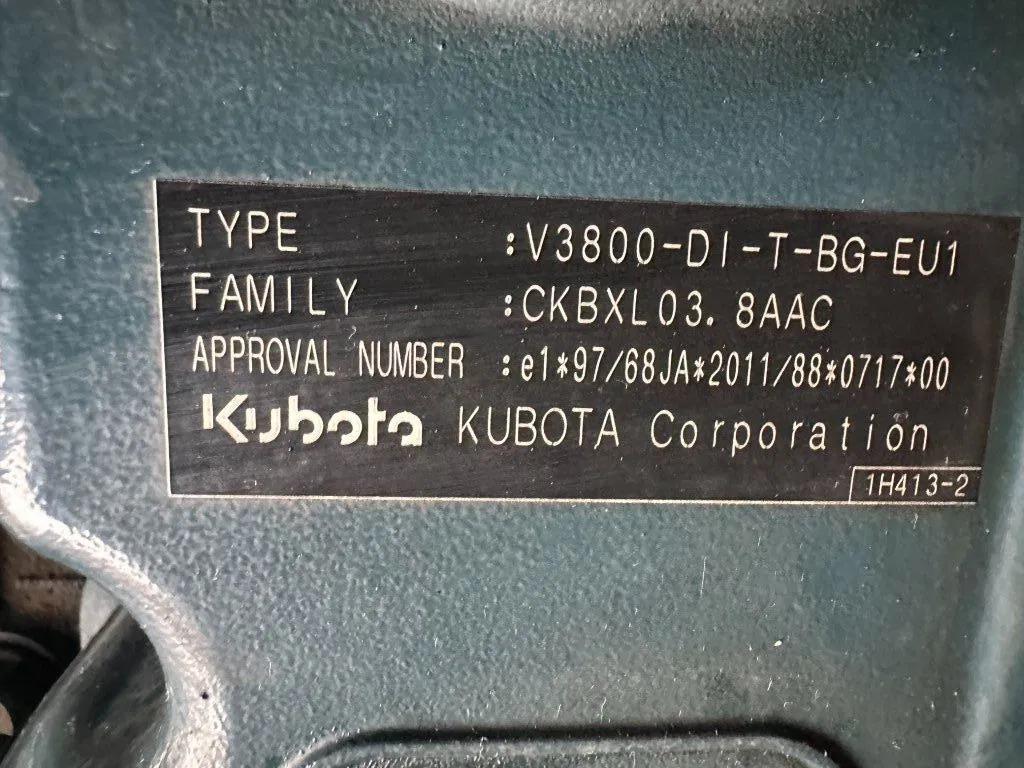 TYPE :V3800-DI-T-BG-EU1
FAMILY :CKBXL03.8AAC
APPROVAL NUMBER :e1*97/68JA*2011/88*0717*00
Kubota KUBOTA Corporation
1H413-2